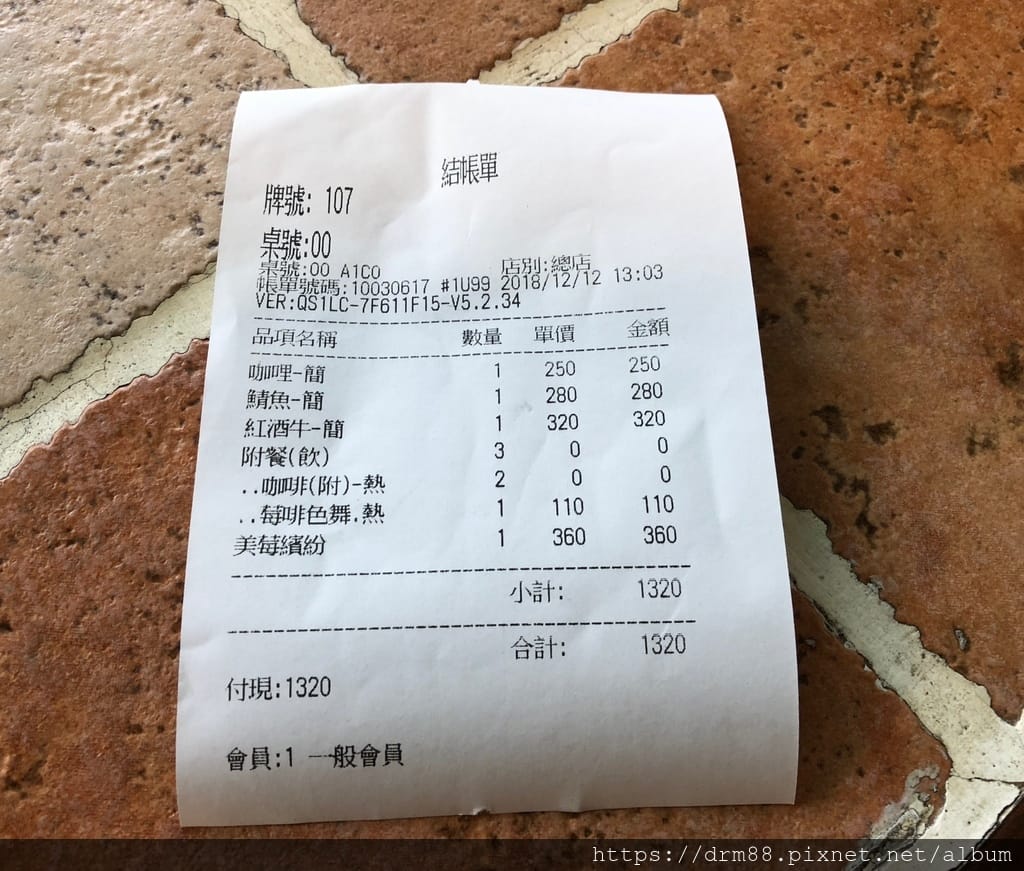 結帳單
牌號: 107
桌號:00
桌號:00 A1C0 店別:總店
帳單號碼:10030617 #1U99 2018/12/12 13:03
VER:QS1LC-7F611F15-V5.2.34
品項名稱 數量 單價 金額
咖哩-簡 1 250 250
鯖魚-簡 1 280 280
紅酒牛-簡 1 320 320
附餐(飲) 3 0 0
..咖啡(附)-熱 2 0 0
..莓啡色舞.熱 1 110 110
美莓繽紛 1 360 360
小計: 1320
合計: 1320
付現:1320
會員:1 一般會員
https://drm88.pixnet.net/album